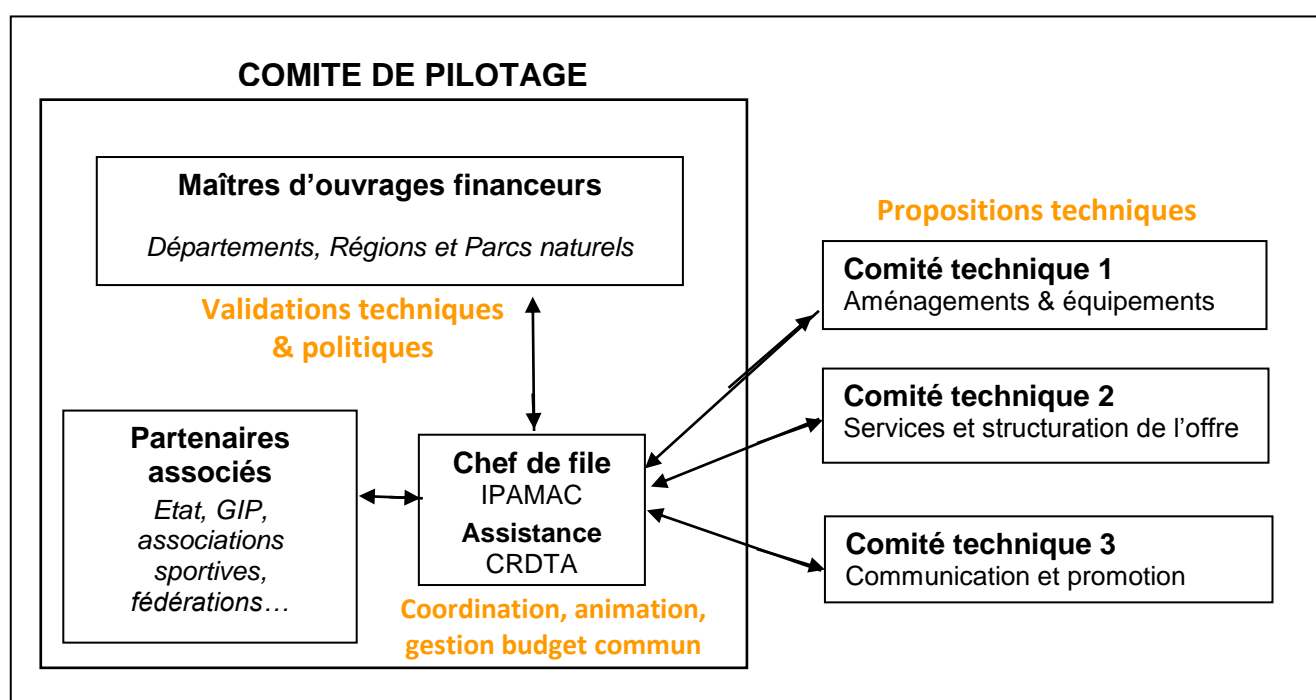 COMITE DE PILOTAGE
Maîtres d’ouvrages financeurs
Départements, Régions et Parcs naturels
Validations techniques
& politiques
Partenaires
associés
Etat, GIP,
associations
sportives,
fédérations…
Chef de file
IPAMAC
Assistance
CRDTA
Coordination, animation,
gestion budget commun
Propositions techniques
Comité technique 1
Aménagements & équipements
Comité technique 2
Services et structuration de l’offre
Comité technique 3
Communication et promotion